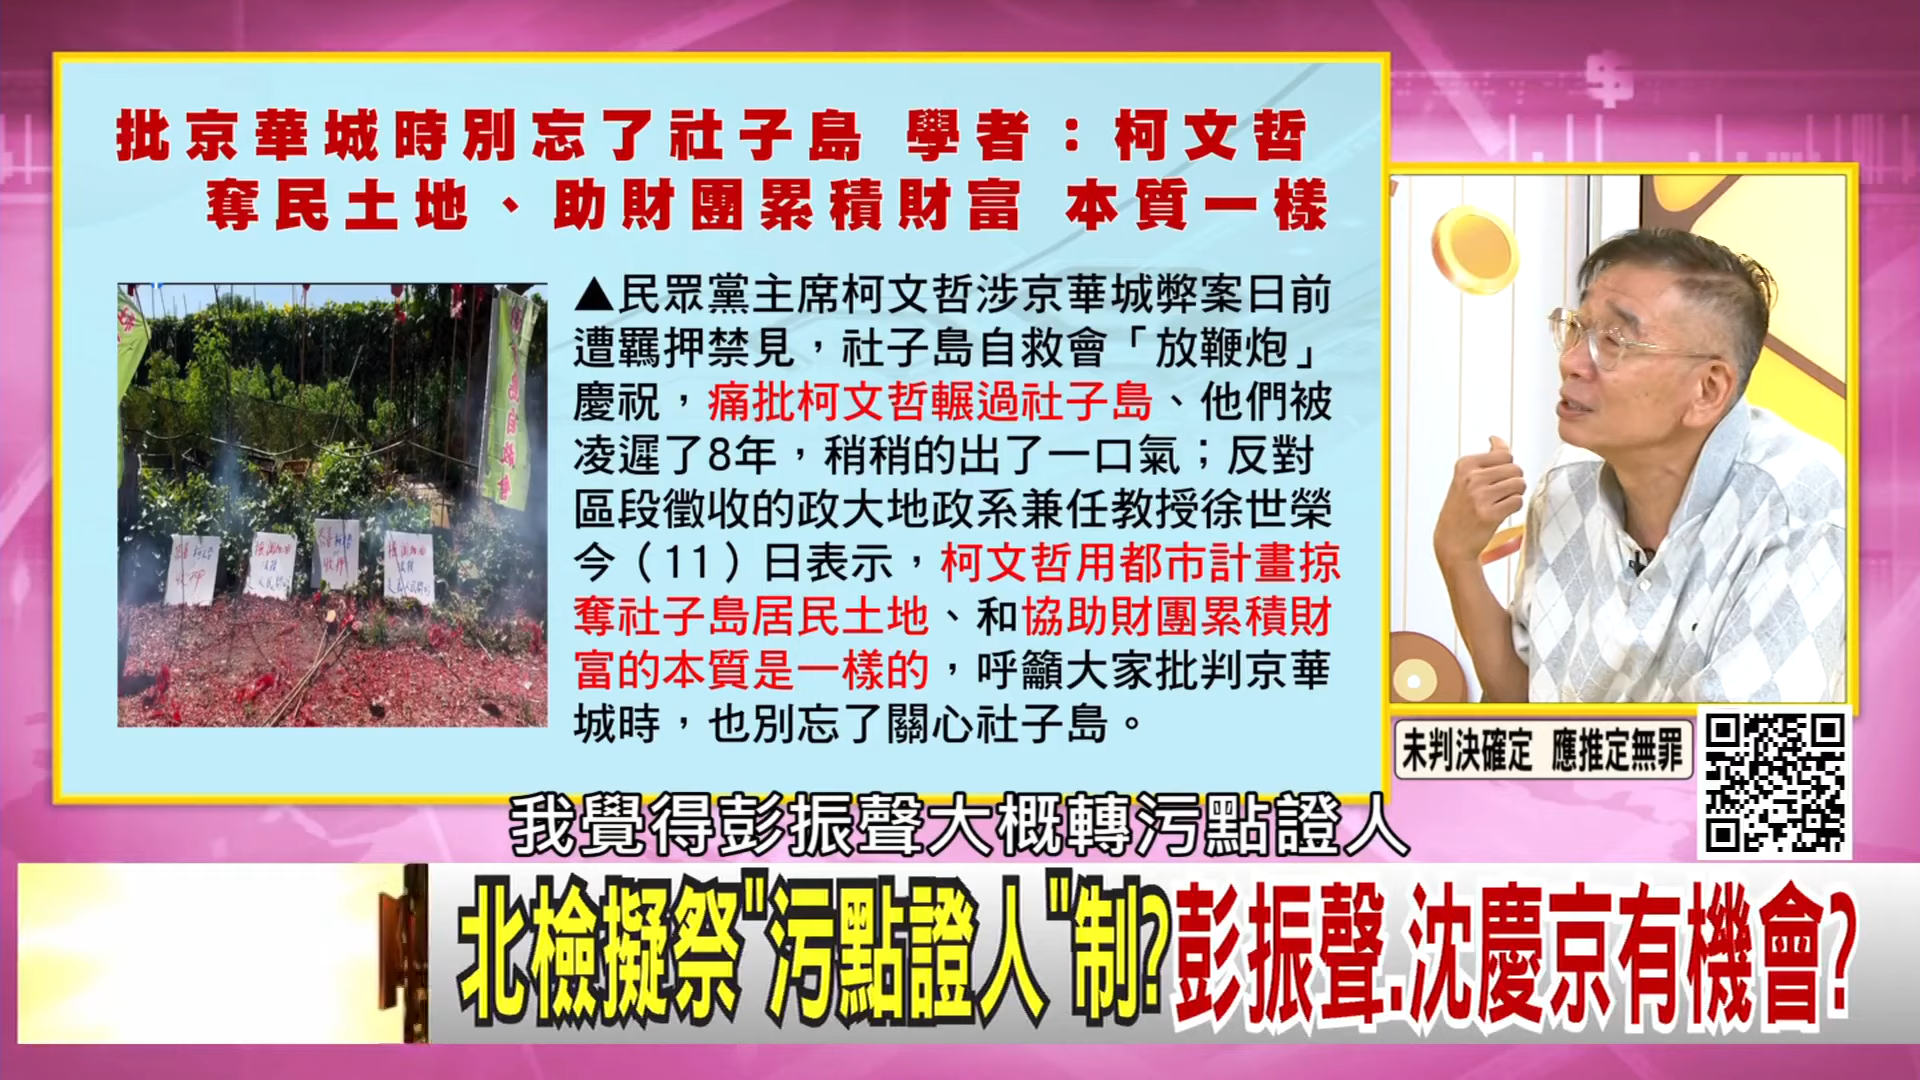 批京華城時別忘了社子島 學者：柯文哲
奪民土地、助財團累積財富 本質一樣
▲民眾黨主席柯文哲涉京華城弊案日前
遭羈押禁見，社子島自救會「放鞭炮」
慶祝，痛批柯文哲輾過社子島、他們被
凌遲了8年，稍稍的出了一口氣；反對
區段徵收的政大地政系兼任教授徐世榮
今（11）日表示，柯文哲用都市計畫掠
奪社子島居民土地、和協助財團累積財
富的本質是一樣的，呼籲大家批判京華
城時，也別忘了關心社子島。
未判決確定 應推定無罪
我覺得彭振聲大概轉污點證人
北檢擬祭"污點證人"制?彭振聲.沈慶京有機會?